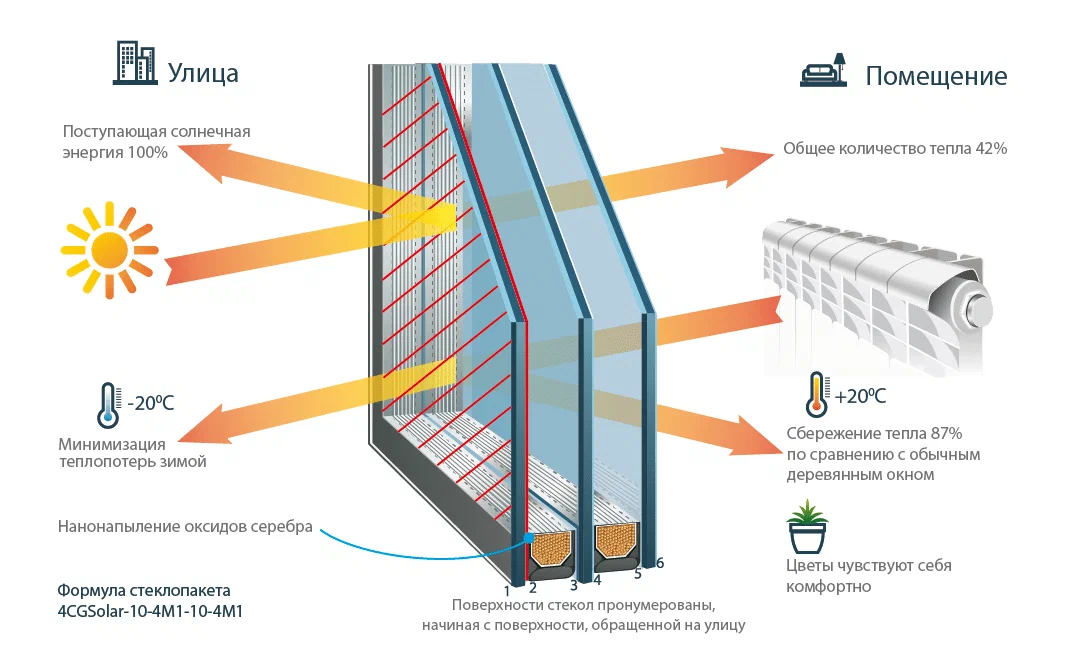 Улица
Помещение
Поступающая солнечная
энергия 100%
Общее количество тепла 42%
-20⁰C
Минимизация
теплопотерь зимой
+20⁰C
Сбережение тепла 87%
по сравнению с обычным
деревянным окном
Нанонапыление оксидов серебра
Цветы чувствуют себя
комфортно
Формула стеклопакета
4CGSolar-10-4M1-10-4M1
1 2 3 4 5 6
Поверхности стекол пронумерованы,
начиная с поверхности, обращенной на улицу